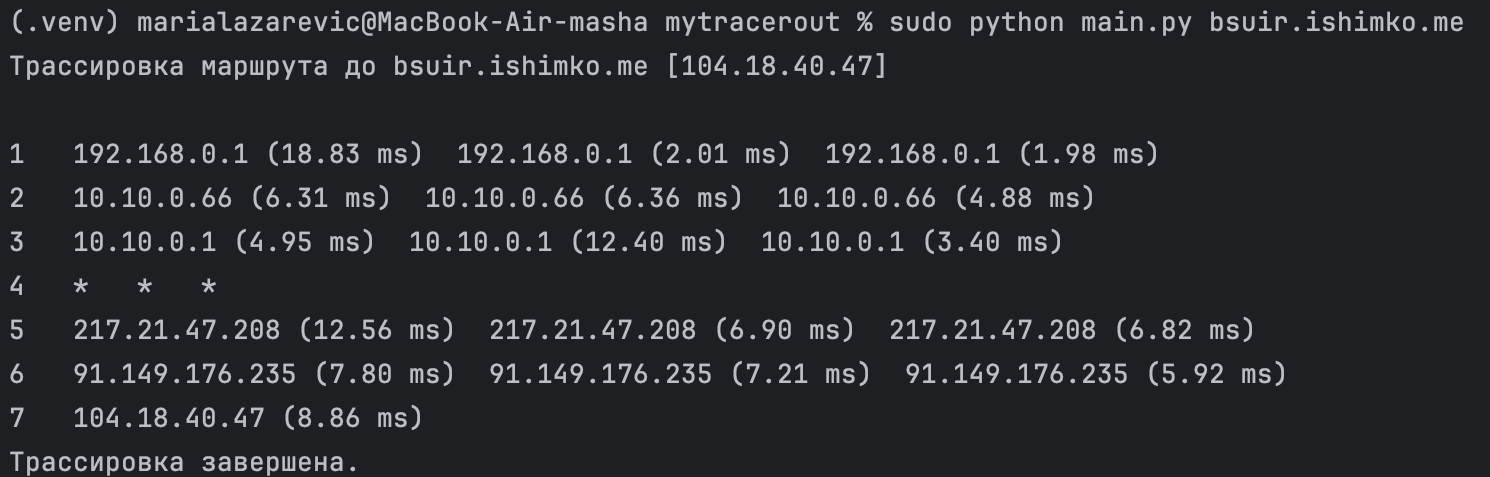 (.venv) marialazarevic@MacBook-Air-masha mytracerout % sudo python main.py bsuir.ishimko.me
Трассировка маршрута до bsuir.ishimko.me [104.18.40.47]
1 192.168.0.1 (18.83 ms) 192.168.0.1 (2.01 ms) 192.168.0.1 (1.98 ms)
2 10.10.0.66 (6.31 ms) 10.10.0.66 (6.36 ms) 10.10.0.66 (4.88 ms)
3 10.10.0.1 (4.95 ms) 10.10.0.1 (12.40 ms) 10.10.0.1 (3.40 ms)
4 * * *
5 217.21.47.208 (12.56 ms) 217.21.47.208 (6.90 ms) 217.21.47.208 (6.82 ms)
6 91.149.176.235 (7.80 ms) 91.149.176.235 (7.21 ms) 91.149.176.235 (5.92 ms)
7 104.18.40.47 (8.86 ms)
Трассировка завершена.